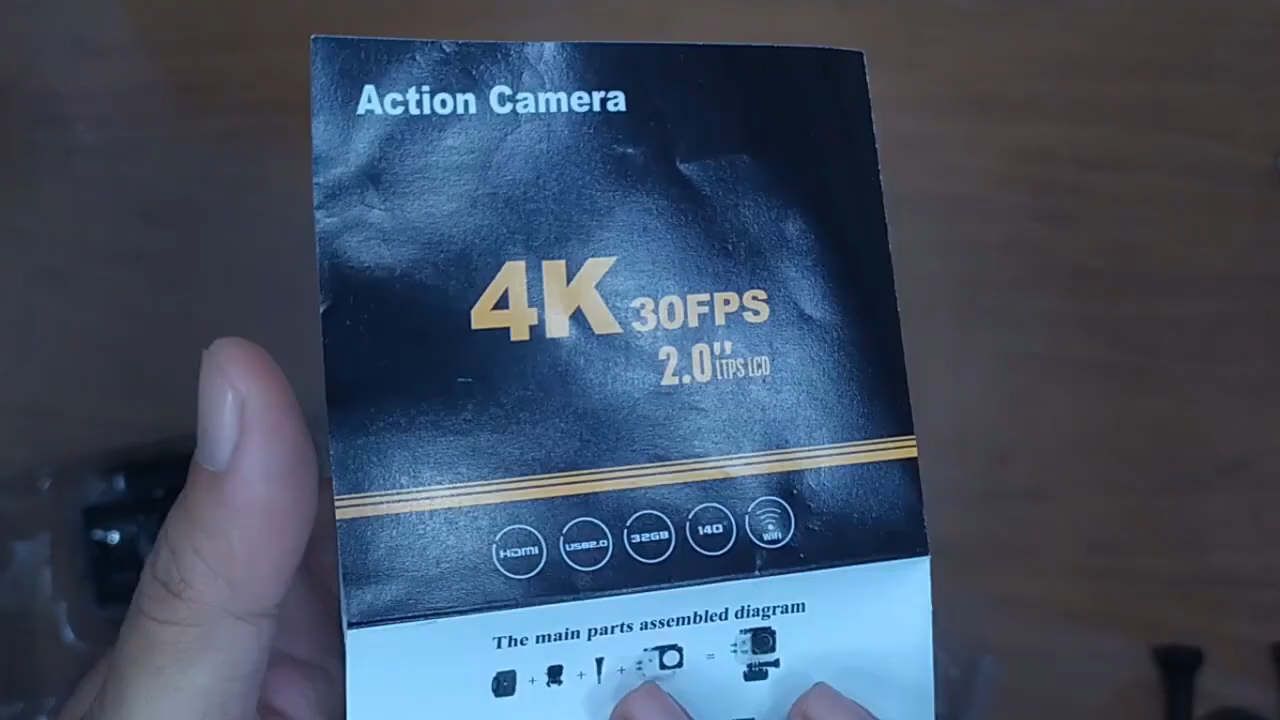 Action Camera
4K 30FPS
2.0" LTPS LCD
HDMI USB2.0 32GB 140° WiFi
The main parts assembled diagram
+ + + =